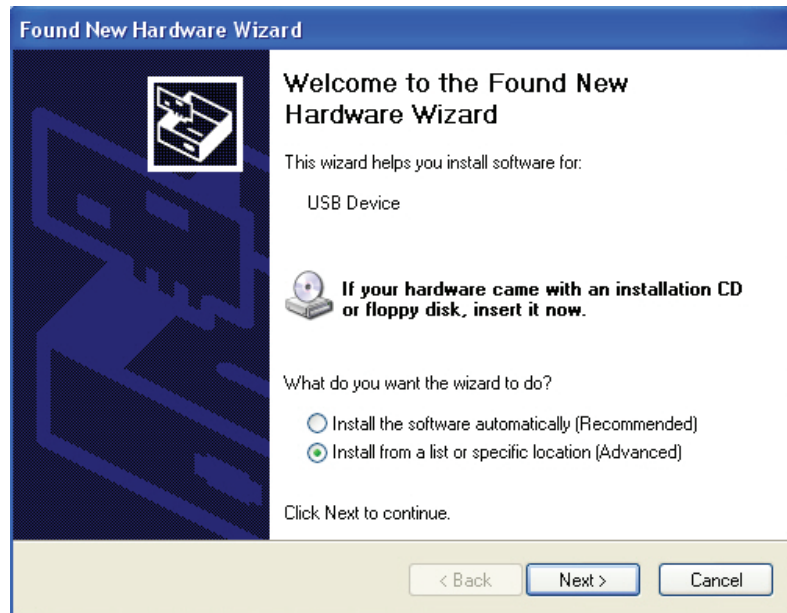 Found New Hardware Wizard
Welcome to the Found New
Hardware Wizard
This wizard helps you install software for:
USB Device
If your hardware came with an installation CD
or floppy disk, insert it now.
What do you want the wizard to do?
Install the software automatically (Recommended)
Install from a list or specific location (Advanced)
Click Next to continue.
< Back Next > Cancel